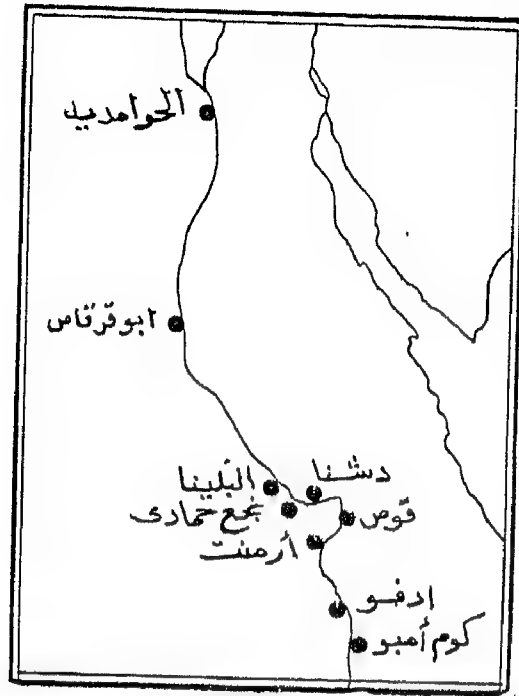 الحوامديه
ابوقرقاص
دشنا
البلينا
قوص
نجع حمادى
أرمنت
إدفو
كوم أمبو